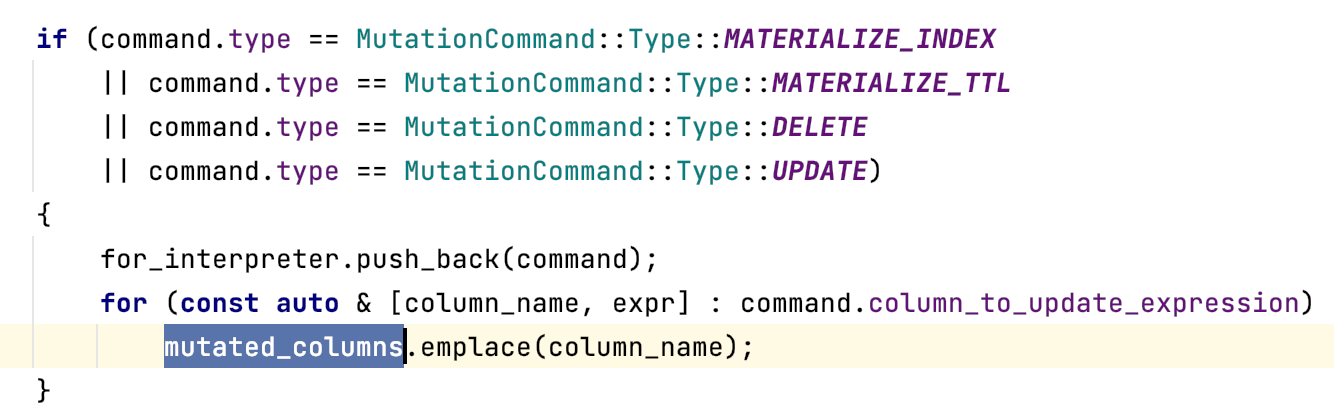 if (command.type == MutationCommand::Type::MATERIALIZE_INDEX
    || command.type == MutationCommand::Type::MATERIALIZE_TTL
    || command.type == MutationCommand::Type::DELETE
    || command.type == MutationCommand::Type::UPDATE)
{
    for_interpreter.push_back(command);
    for (const auto & [column_name, expr] : command.column_to_update_expression)
        mutated_columns.emplace(column_name);
}